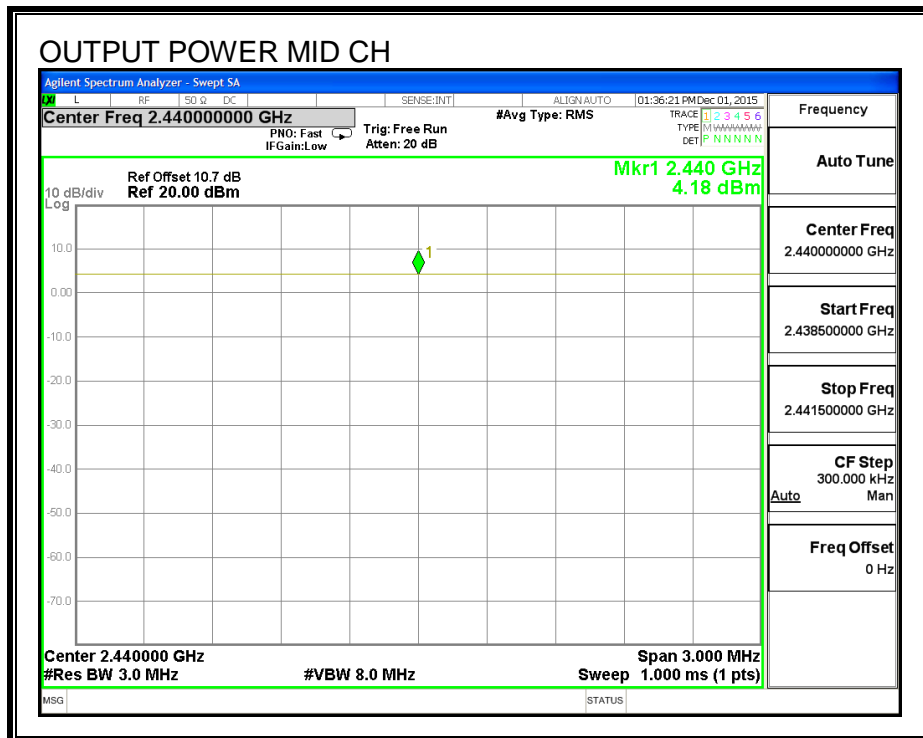 OUTPUT POWER MID CH
Agilent Spectrum Analyzer - Swept SA
LXI L RF 50 Ω DC SENSE:INT ALIGN AUTO 01:36:21 PM Dec 01, 2015
Center Freq 2.440000000 GHz
PNO: Fast
IFGain:Low
Trig: Free Run
Atten: 20 dB
#Avg Type: RMS
TRACE 1 2 3 4 5 6
TYPE M WWWWW
DET P N N N N N
Frequency
Mkr1 2.440 GHz
4.18 dBm
Ref Offset 10.7 dB
10 dB/div Ref 20.00 dBm
Log
1
10.0
0.00
-10.0
-20.0
-30.0
-40.0
-50.0
-60.0
-70.0
Center 2.440000 GHz Span 3.000 MHz
#Res BW 3.0 MHz #VBW 8.0 MHz Sweep 1.000 ms (1 pts)
MSG STATUS
Auto Tune
Center Freq
2.440000000 GHz
Start Freq
2.438500000 GHz
Stop Freq
2.441500000 GHz
CF Step
300.000 kHz
Auto Man
Freq Offset
0 Hz